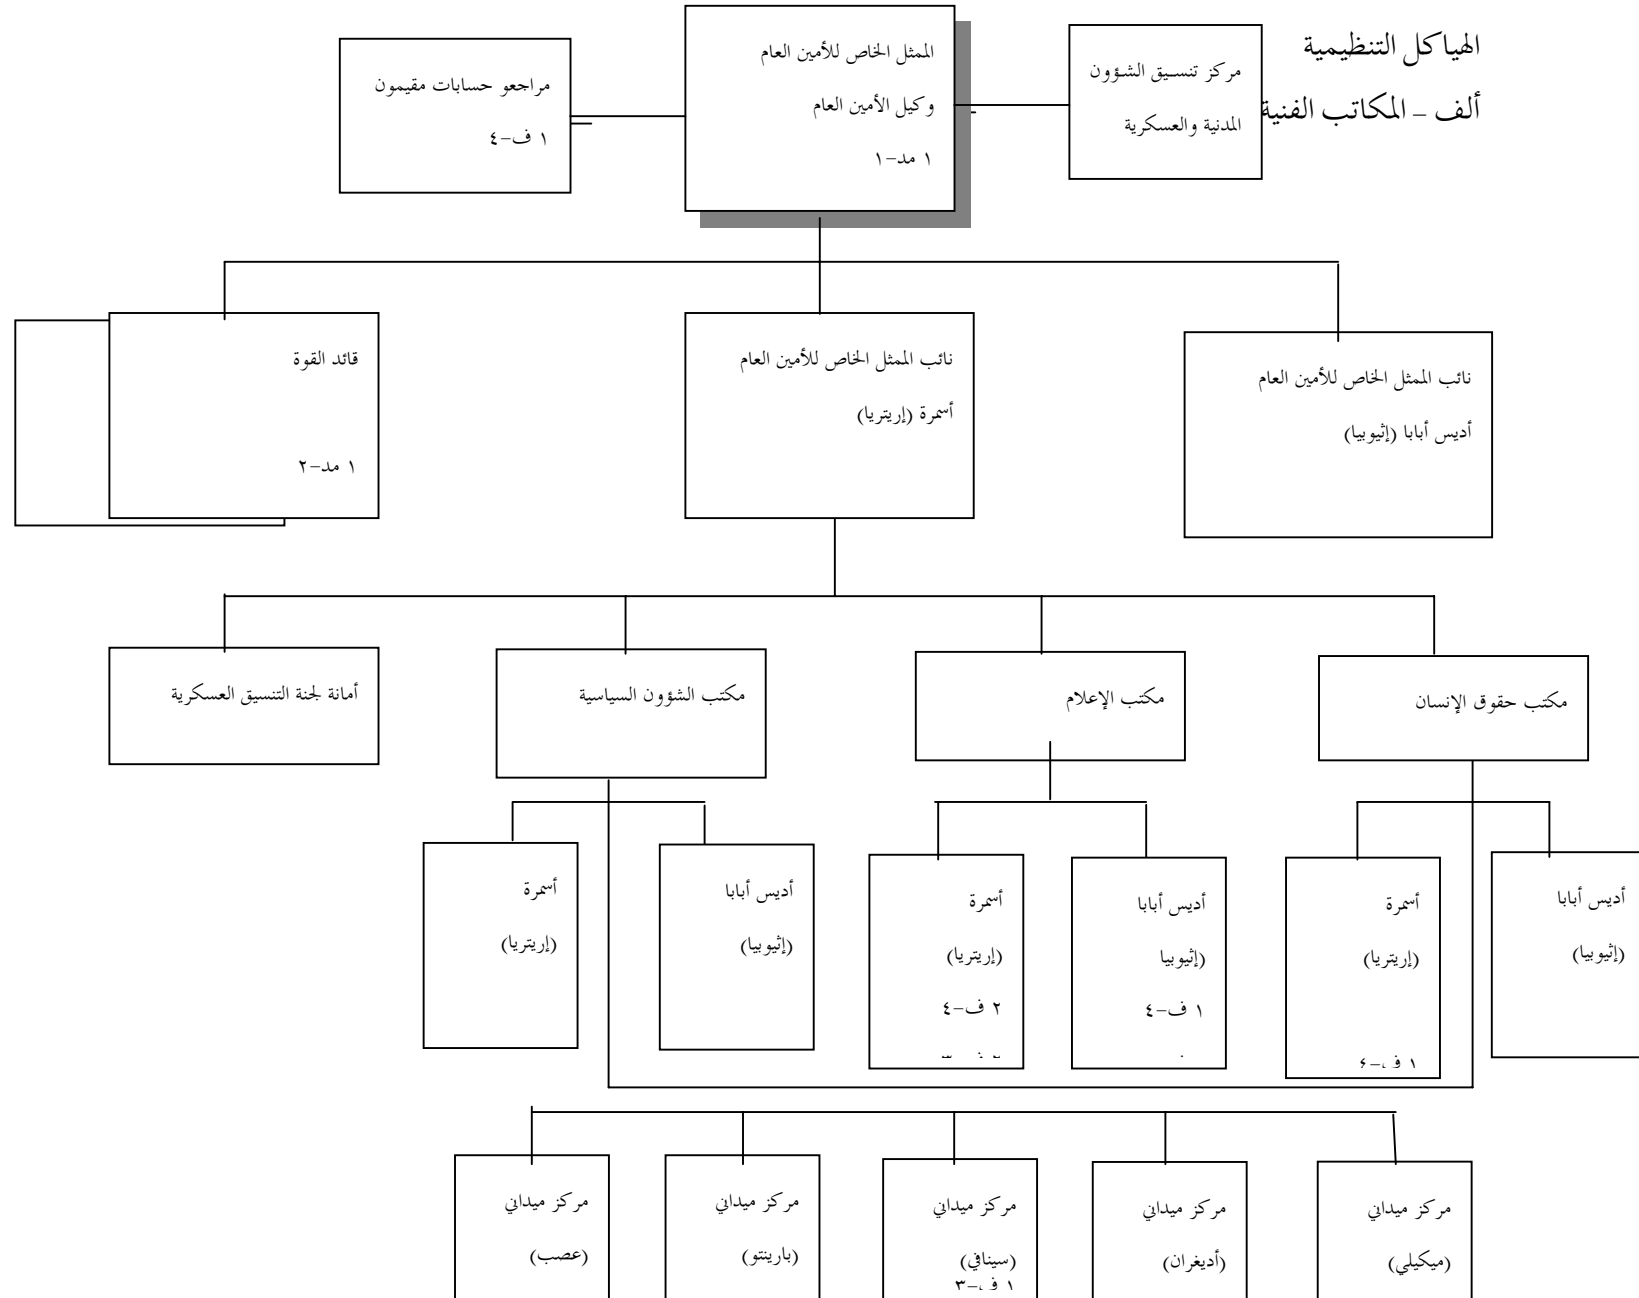 الهياكل التنظيمية
ألف – المكاتب الفنية
مركز تنسيق الشؤون
المدنية والعسكرية
الممثل الخاص للأمين العام
وكيل الأمين العام
١ مد-١
مراجعو حسابات مقيمون
١ ف-٤
نائب الممثل الخاص للأمين العام
أديس أبابا (إثيوبيا)
نائب الممثل الخاص للأمين العام
أسمرة (إريتريا)
قائد القوة
١ مد-٢
مكتب حقوق الإنسان
مكتب الإعلام
مكتب الشؤون السياسية
أمانة لجنة التنسيق العسكرية
أديس أبابا
(إثيوبيا)
أسمرة
(إريتريا)
أديس أبابا
(إثيوبيا
١ ف-٤
أسمرة
(إريتريا)
٢ ف-٤
أديس أبابا
(إثيوبيا)
أسمرة
(إريتريا)
مركز ميداني
(ميكيلي)
مركز ميداني
(أديغران)
مركز ميداني
(سينافي)
١ ف-٣
مركز ميداني
(بارينتو)
مركز ميداني
(عصب)